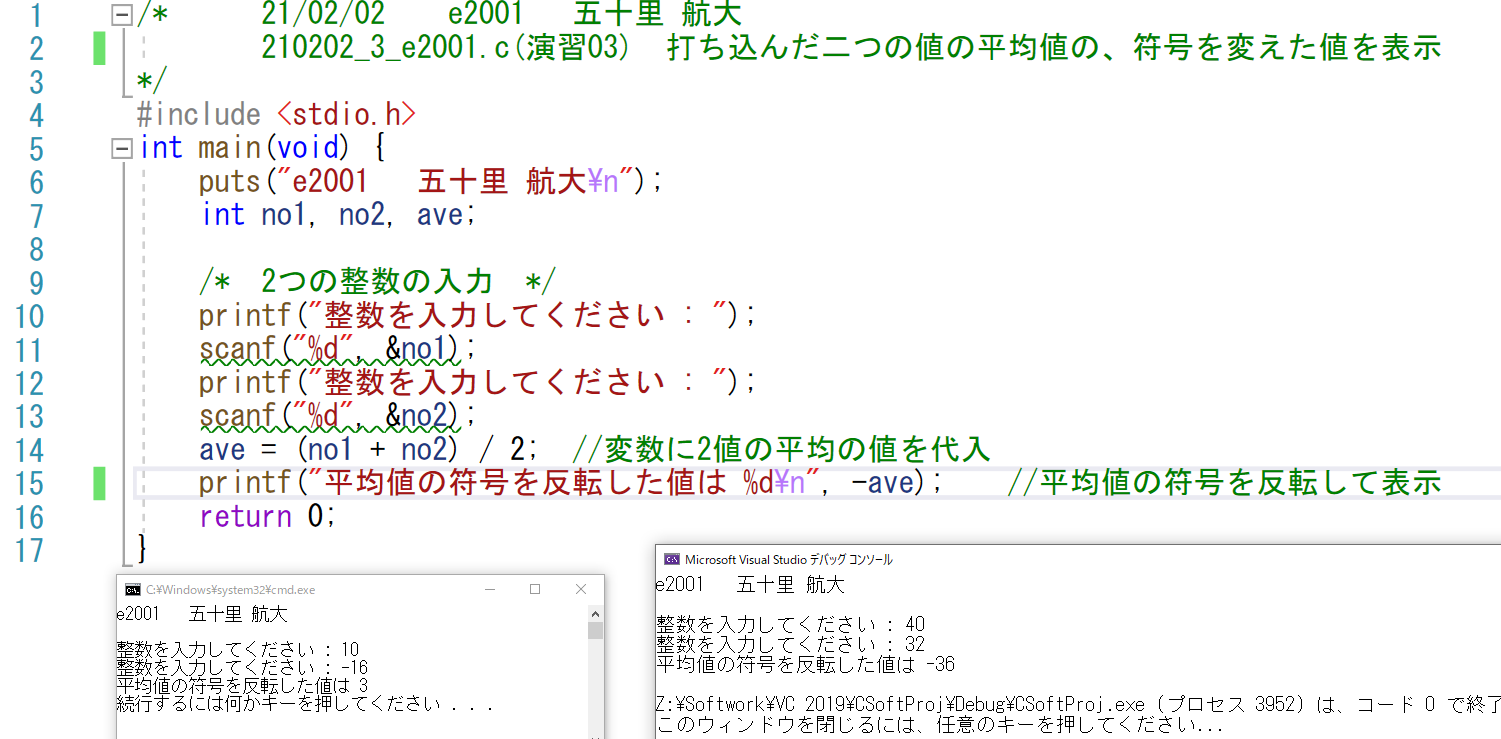 1 /* 21/02/02 e2001 五十里 航大
2 210202_3_e2001.c(演習03) 打ち込んだ二つの値の平均値の、符号を変えた値を表示
3 */
4 #include <stdio.h>
5 int main(void) {
6 puts("e2001 五十里 航大¥n");
7 int no1, no2, ave;
8
9 /* 2つの整数の入力 */
10 printf("整数を入力してください : ");
11 scanf("%d", &no1);
12 printf("整数を入力してください : ");
13 scanf("%d", &no2);
14 ave = (no1 + no2) / 2; //変数に2値の平均の値を代入
15 printf("平均値の符号を反転した値は %d¥n", -ave); //平均値の符号を反転して表示
16 return 0;
17 }
C:¥Windows¥system32¥cmd.exe
e2001 五十里 航大
整数を入力してください : 10
整数を入力してください : -16
平均値の符号を反転した値は 3
続行するには何かキーを押してください . . .
Microsoft Visual Studio デバッグ コンソール
e2001 五十里 航大
整数を入力してください : 40
整数を入力してください : 32
平均値の符号を反転した値は -36
Z:¥Softwork¥VC 2019¥CSoftProj¥Debug¥CSoftProj.exe (プロセス 3952) は、コード 0 で終了
このウィンドウを閉じるには、任意のキーを押してください...